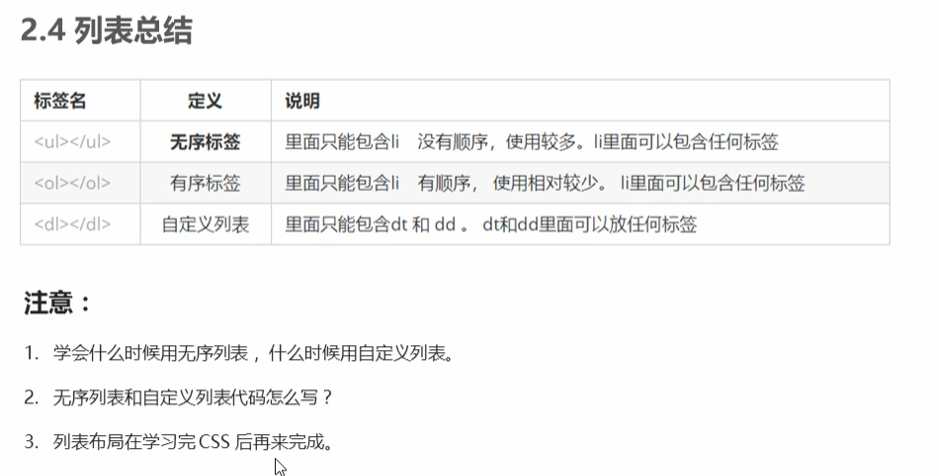 2.4 列表总结
标签名 定义 说明
<ul></ul> 无序标签 里面只能包含li 没有顺序，使用较多。li里面可以包含任何标签
<ol></ol> 有序标签 里面只能包含li 有顺序， 使用相对较少。 li里面可以包含任何标签
<dl></dl> 自定义列表 里面只能包含dt 和 dd 。 dt和dd里面可以放任何标签
注意：
1. 学会什么时候用无序列表 ，什么时候用自定义列表。
2. 无序列表和自定义列表代码怎么写？
3. 列表布局在学习完 CSS 后再来完成。